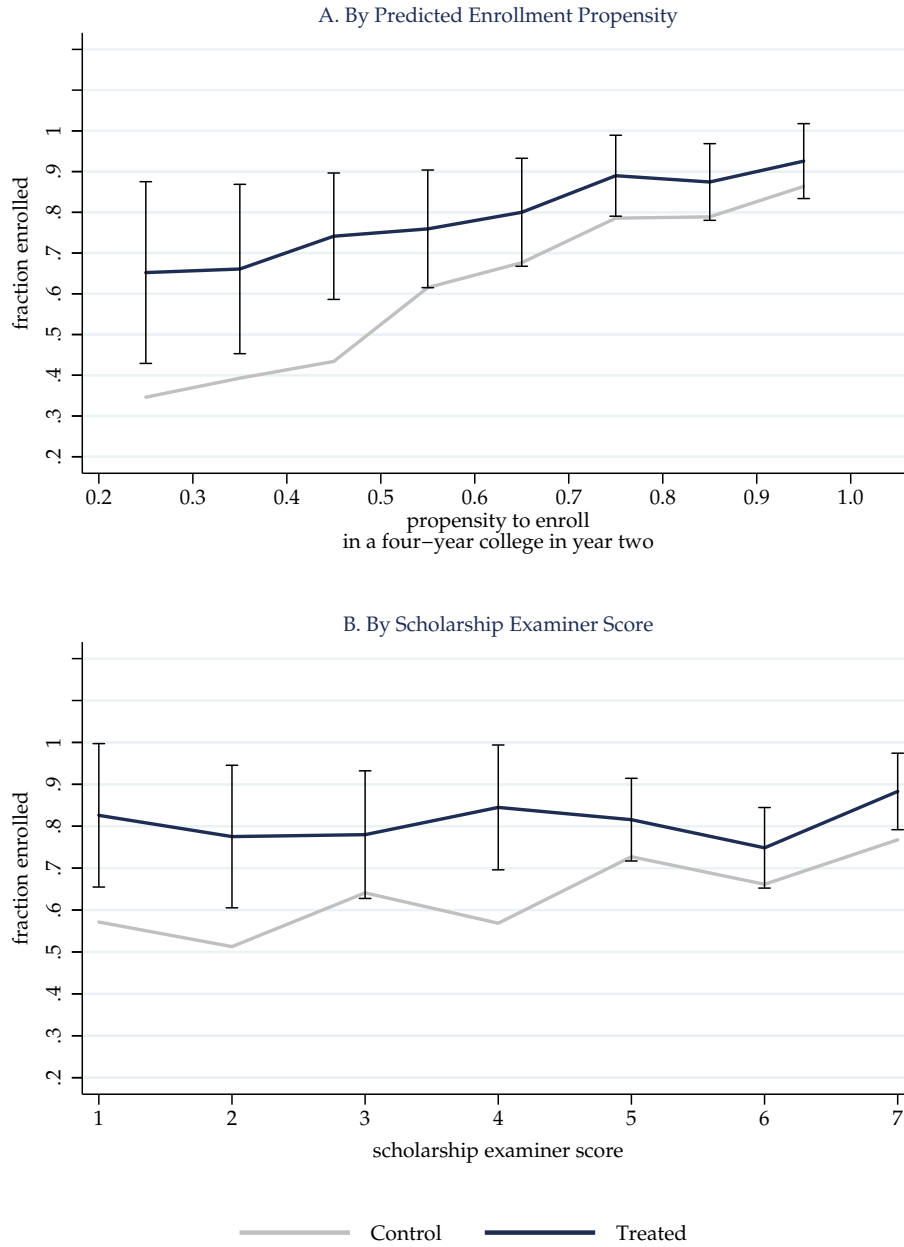 A. By Predicted Enrollment Propensity
fraction enrolled
1
.9
.8
.7
.6
.5
.4
.3
.2
0.2 0.3 0.4 0.5 0.6 0.7 0.8 0.9 1.0
propensity to enroll
in a four−year college in year two
B. By Scholarship Examiner Score
fraction enrolled
1
.9
.8
.7
.6
.5
.4
.3
.2
1 2 3 4 5 6 7
scholarship examiner score
Control Treated